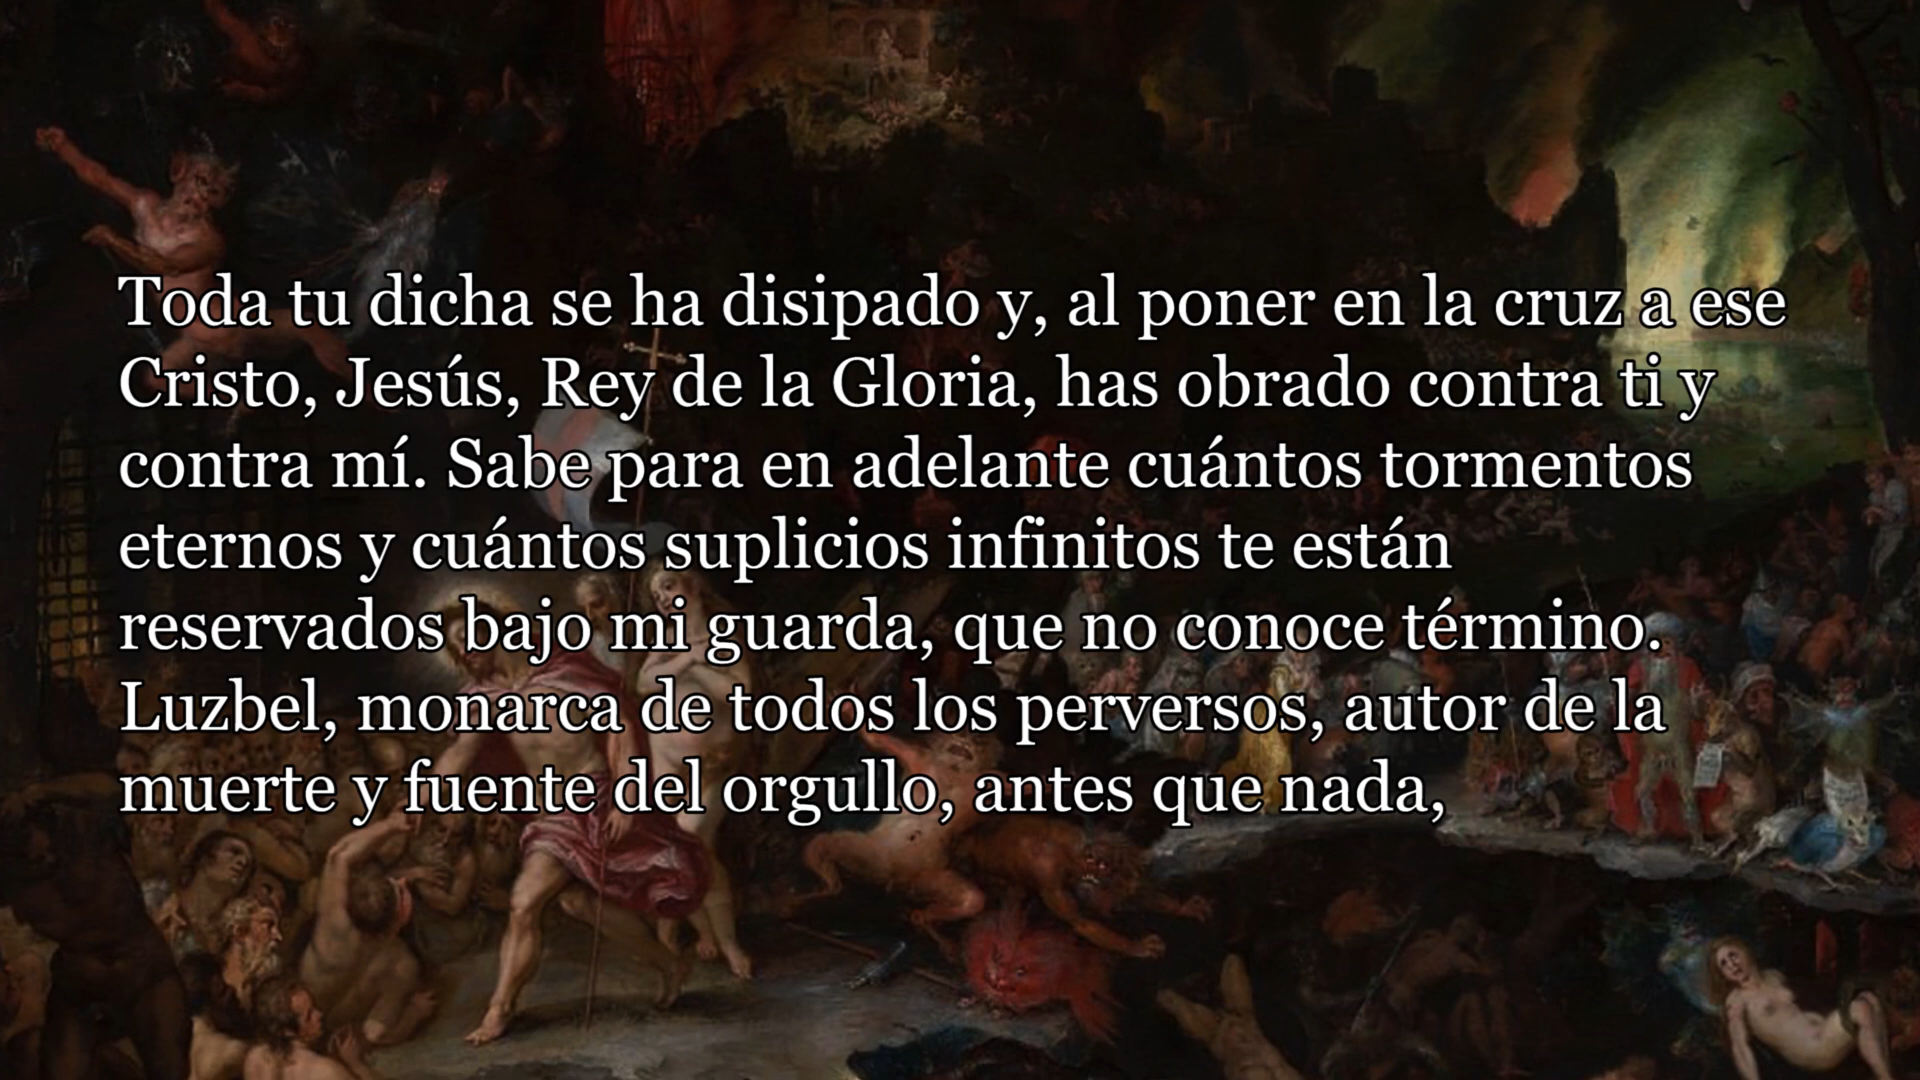 Toda tu dicha se ha disipado y, al poner en la cruz a ese
Cristo, Jesús, Rey de la Gloria, has obrado contra ti y
contra mí. Sabe para en adelante cuántos tormentos
eternos y cuántos suplicios infinitos te están
reservados bajo mi guarda, que no conoce término.
Luzbel, monarca de todos los perversos, autor de la
muerte y fuente del orgullo, antes que nada,